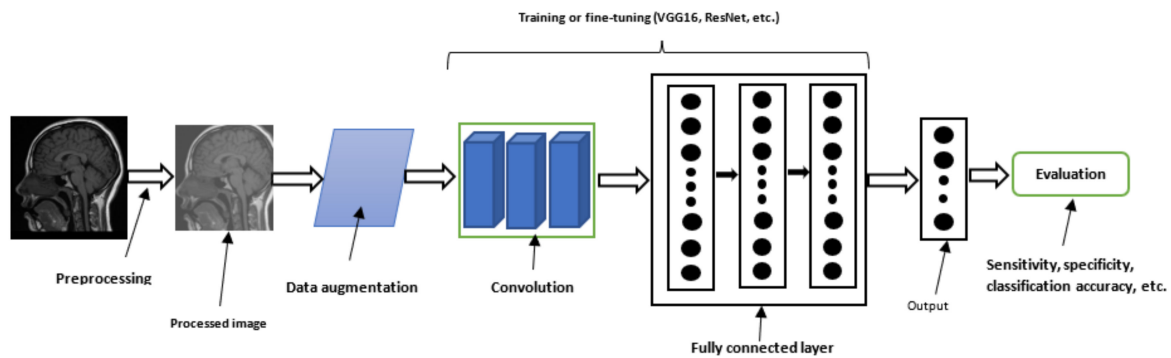 Training or fine-tuning (VGG16, ResNet, etc.)
Evaluation
Preprocessing
Processed image
Data augmentation
Convolution
Fully connected layer
Output
Sensitivity, specificity,
classification accuracy, etc.